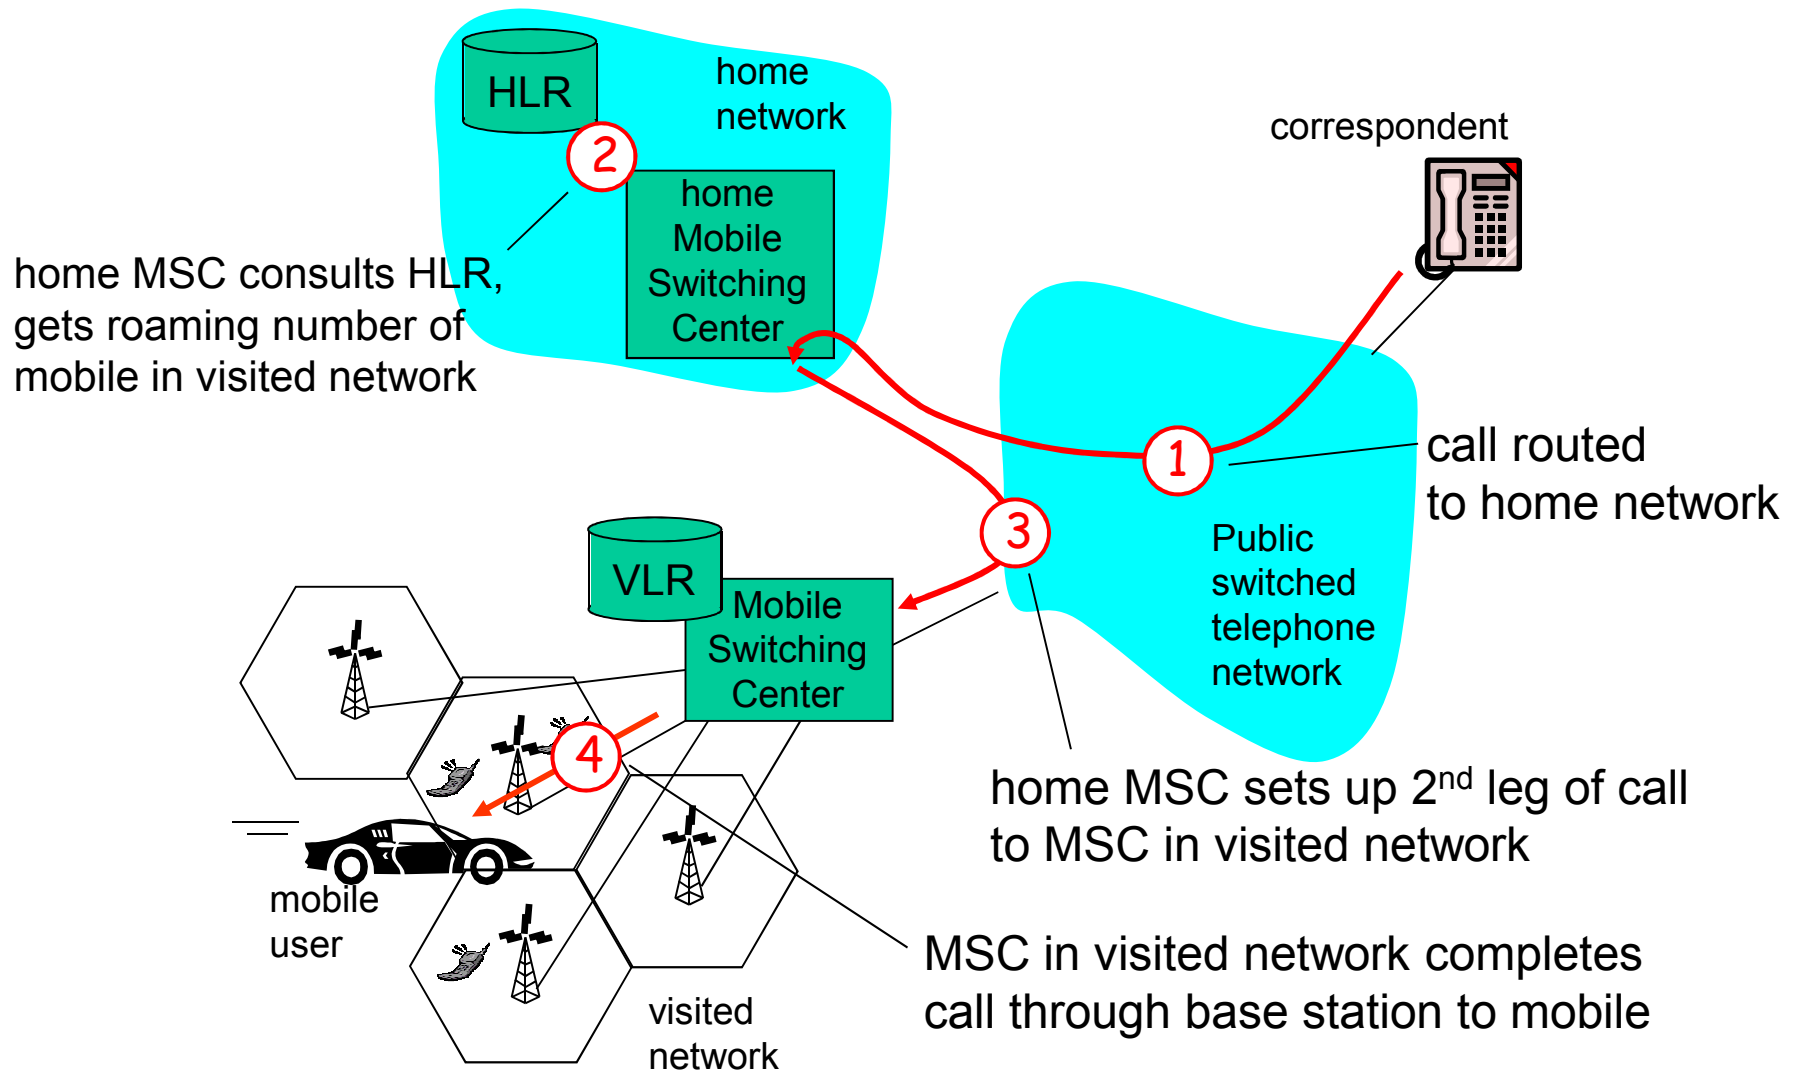 HLR
home
network
2
home
Mobile
Switching
Center
correspondent
home MSC consults HLR,
gets roaming number of
mobile in visited network
1
call routed
to home network
3
Public
switched
telephone
network
VLR
Mobile
Switching
Center
4
home MSC sets up 2nd leg of call
to MSC in visited network
mobile
user
MSC in visited network completes
call through base station to mobile
visited
network